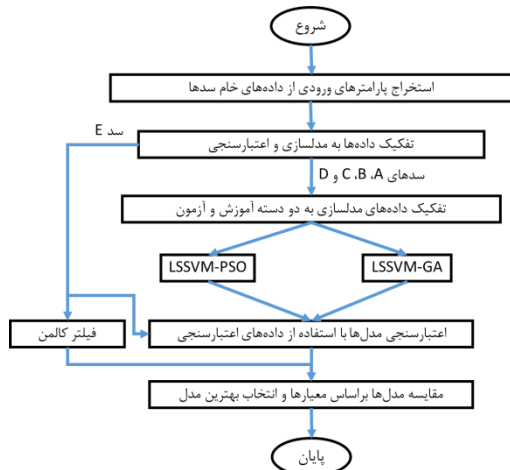 شروع
استخراج پارامترهای ورودی از داده‌های خام سدها
تفکیک داده‌ها به مدلسازی و اعتبارسنجی
سد E
سدهای A، B، C و D
تفکیک داده‌های مدلسازی به دو دسته آموزش و آزمون
LSSVM-PSO
LSSVM-GA
اعتبارسنجی مدل‌ها با استفاده از داده‌های اعتبارسنجی
فیلتر کالمن
مقایسه مدل‌ها براساس معیارها و انتخاب بهترین مدل
پایان